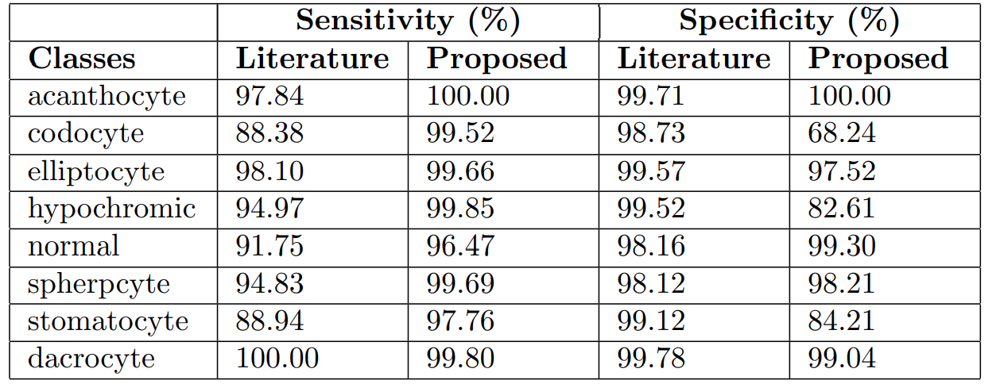 Sensitivity (%) Specificity (%)
Classes Literature Proposed Literature Proposed
acanthocyte 97.84 100.00 99.71 100.00
codocyte 88.38 99.52 98.73 68.24
elliptocyte 98.10 99.66 99.57 97.52
hypochromic 94.97 99.85 99.52 82.61
normal 91.75 96.47 98.16 99.30
spherpcyte 94.83 99.69 98.12 98.21
stomatocyte 88.94 97.76 99.12 84.21
dacrocyte 100.00 99.80 99.78 99.04